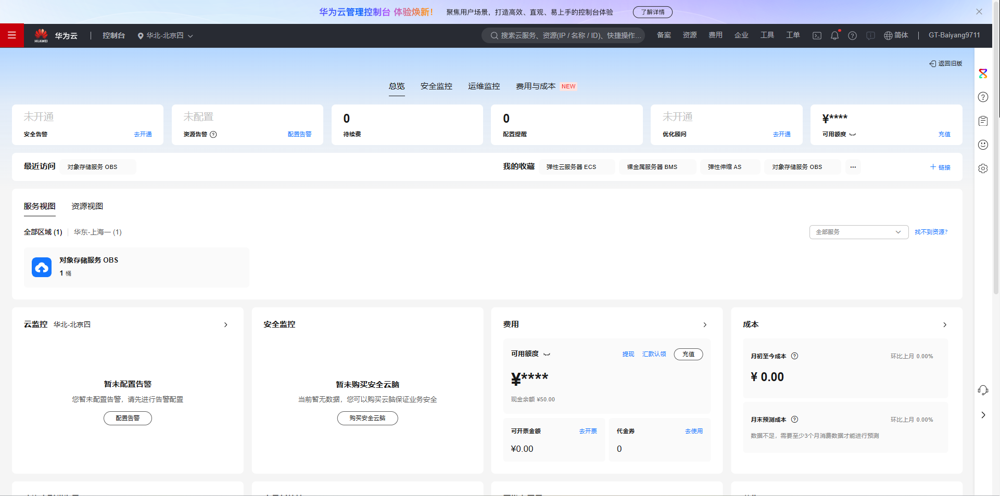 华为云管理控制台 体验焕新！ 聚焦用户场景，打造高效、直观、易上手的控制台体验 了解详情
HUAWEI 华为云 | 控制台 华北-北京四 搜索云服务、资源(IP / 名称 / ID)、快捷操作... 备案 资源 费用 企业 工具 工单 简体 | GT-Baiyang9711
返回旧版
总览 安全监控 运维监控 费用与成本 NEW
未开通 未配置 0 0 未开通 ¥****
安全告警 去开通 资源告警 配置告警 待续费 配置提醒 优化顾问 去开通 可用额度 充值
最近访问 对象存储服务 OBS 我的收藏 弹性云服务器 ECS 裸金属服务器 BMS 弹性伸缩 AS 对象存储服务 OBS ... + 链接
服务视图 资源视图
全部区域 (1) 华东-上海一 (1) 全部服务 找不到资源?
对象存储服务 OBS
1 桶
云监控 华北-北京四
暂未配置告警
您暂未配置告警，请先进行告警配置
配置告警
安全监控
暂未购买安全云脑
当前暂无数据，您可以购买云脑保证业务安全
购买安全云脑
费用
可用额度 提现 汇款认领 充值
¥****
现金余额 ¥50.00
可开票金额 去开票 代金券 去使用
¥0.00 0
成本
月初至今成本 环比上月 0.00%
¥ 0.00
月末预测成本 环比上月 0.00%
数据不足，需要至少3个月消费数据才能进行预测